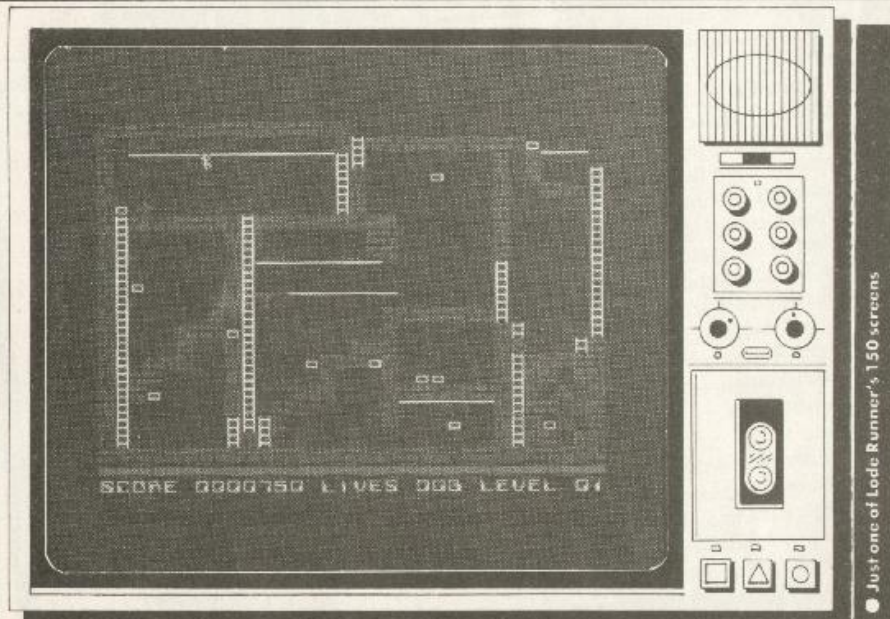 SCORE 0000750 LIVES 008 LEVEL 01
● Just one of Lode Runner's 150 screens